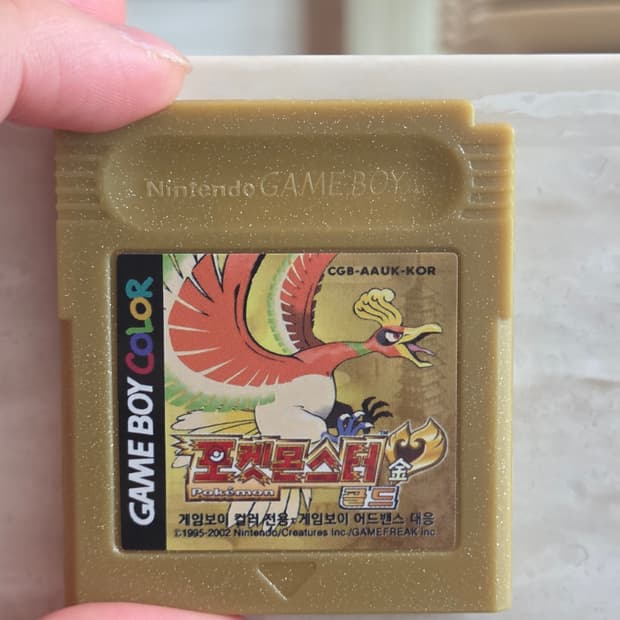 Nintendo GAME BOY
CGB-AAUK-KOR
GAME BOY COLOR
포켓몬스터
金
Pokémon
골드
게임보이 컬러 전용·게임보이 어드밴스 대응
©1995-2002 Nintendo/Creatures inc./GAMEFREAK inc.